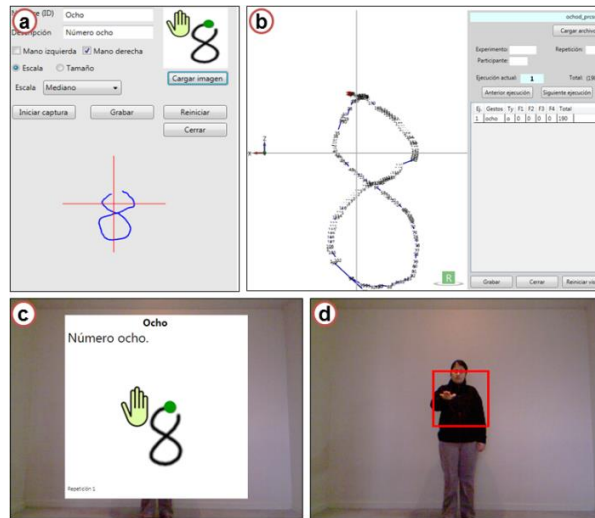 a
(ID)
Ocho
Descripción
Número ocho
Mano izquierda
Mano derecha
Escala
Tamaño
Cargar imagen
Escala
Mediano
Iniciar captura
Grabar
Reiniciar
Cerrar
b
Cargar archivo
Experimento:
Repetición:
Participante:
Ejecución actual:
1
Total:
Anterior ejecución
Siguiente ejecución
Ej.
Gestos
Ty
F1
F2
F3
F4
Total
1
ocho
0
0
0
0
190
R
Grabar
Cerrar
Reiniciar
c
Ocho
Número ocho.
Repetición 1
d